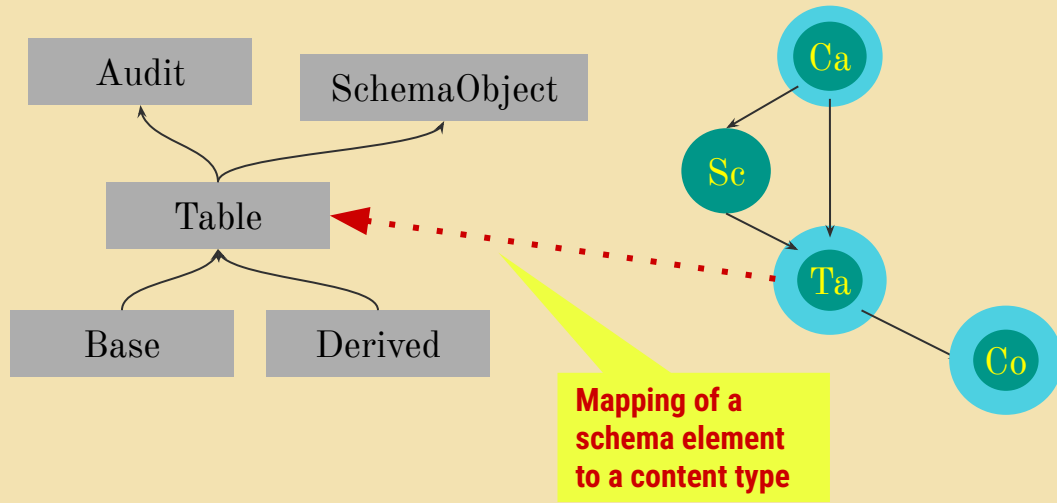 Audit
SchemaObject
Table
Base
Derived
Ca
Sc
Ta
Co
Mapping of a
schema element
to a content type